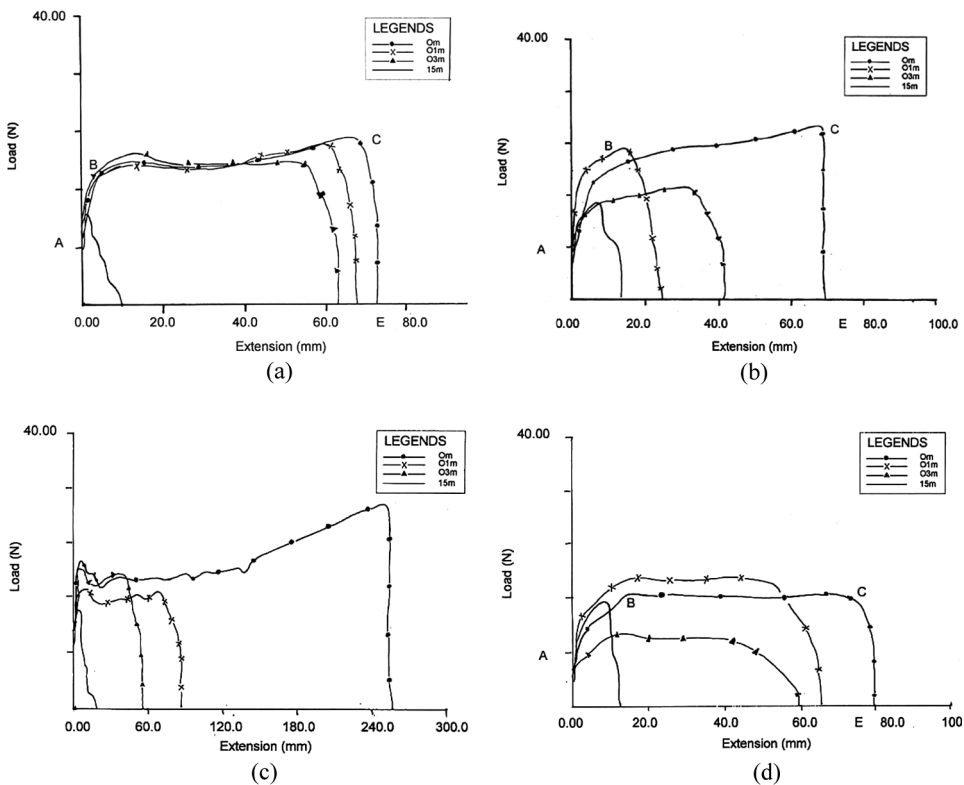 40.00
LEGENDS
Om
O1m
O3m
15m
Load (N)
B
C
A
0.00 20.0 40.0 60.0 E 80.0
Extension (mm)
(a)
40.00
LEGENDS
Om
O1m
O3m
15m
Load (N)
B
C
A
0.00 20.0 40.0 60.0 E 80.0 100.0
Extension (mm)
(b)
40.00
LEGENDS
Om
O1m
O3m
15m
Load (N)
0.00 60.0 120.0 180.0 240.0 300.0
Extension (mm)
(c)
40.00
LEGENDS
Om
O1m
O3m
15m
Load (N)
B
C
A
0.00 20.0 40.0 60.0 E 80.0 100
Extension (mm)
(d)